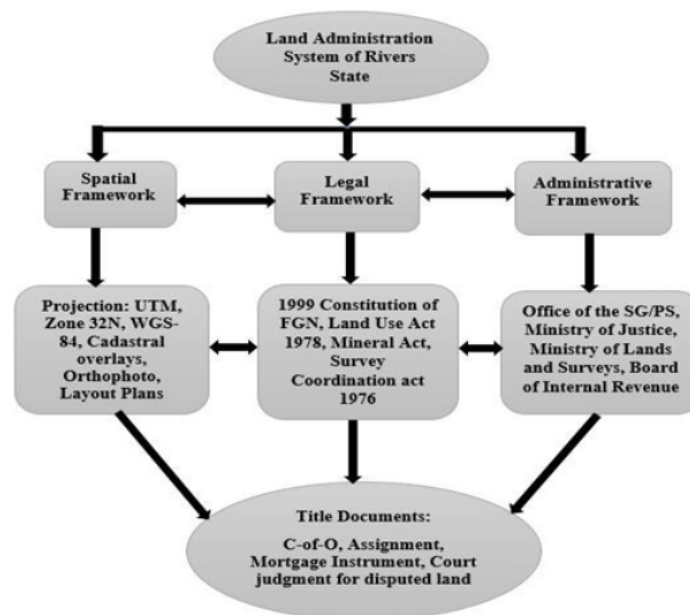 Land Administration
System of Rivers
State
Spatial
Framework
Legal
Framework
Administrative
Framework
Projection: UTM,
Zone 32N, WGS-
84, Cadastral
overlays,
Orthophoto,
Layout Plans
1999 Constitution of
FGN, Land Use Act
1978, Mineral Act,
Survey
Coordination act
1976
Office of the SG/PS,
Ministry of Justice,
Ministry of Lands
and Surveys, Board
of Internal Revenue
Title Documents:
C-of-O, Assignment,
Mortgage Instrument, Court
judgment for disputed land